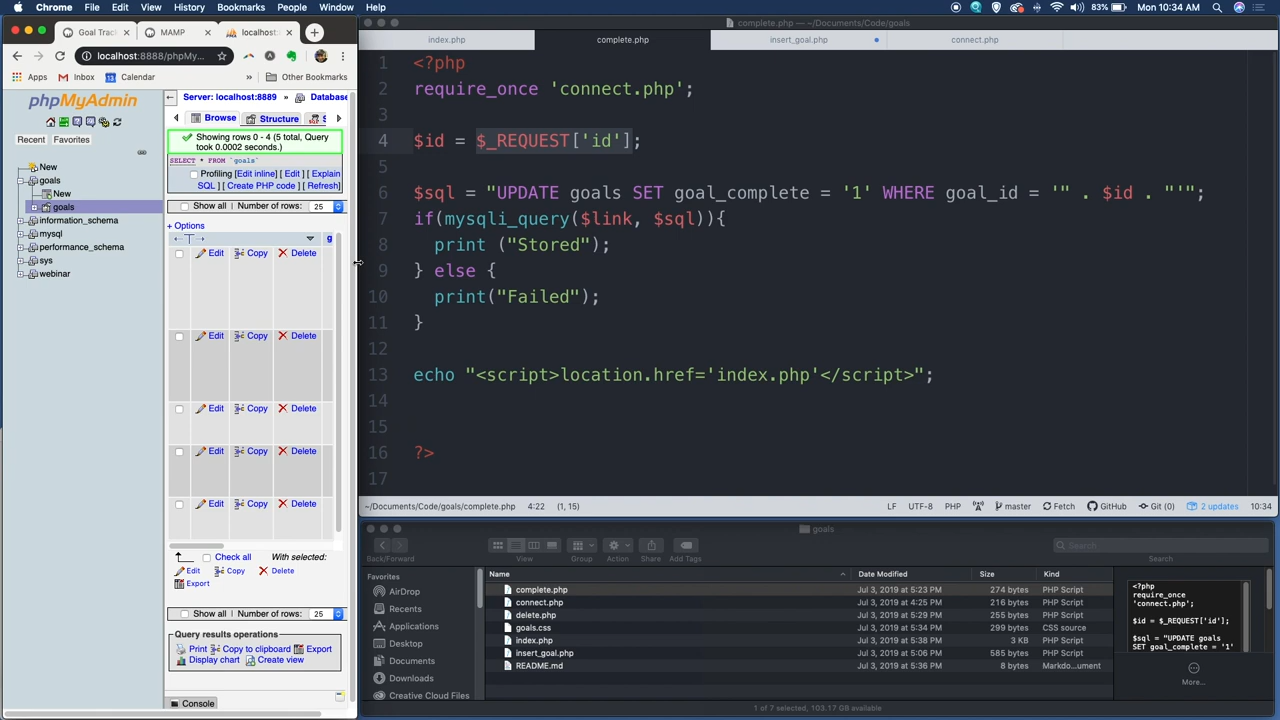 Chrome File Edit View History Bookmarks People Window Help
83% Wed Jul 10 10:34 AM
Goal Trac
MAMP
localhost:
localhost:8888/phpMy...
Apps Inbox Calendar » Other Bookmarks
phpMyAdmin
Recent Favorites
New
goals
New
goals
information_schema
mysql
performance_schema
sys
webinar
Server: localhost:8889 » Database
Browse Structure S
Showing rows 0 - 4 (5 total, Query
took 0.0002 seconds.)
SELECT * FROM `goals`
Profiling [Edit inline] [ Edit ] [ Explain
SQL ] [ Create PHP code ] [ Refresh]
Show all | Number of rows: 25
+ Options
←T→ g
Edit Copy Delete
Edit Copy Delete
Edit Copy Delete
Edit Copy Delete
Edit Copy Delete
Check all With selected:
Edit Copy Delete
Export
Show all | Number of rows: 25
Query results operations
Print Copy to clipboard Export
Display chart Create view
Console
complete.php — ~/Documents/Code/goals
index.php complete.php insert_goal.php connect.php
1 <?php
2 require_once 'connect.php';
3
4 $id = $_REQUEST['id'];
5
6 $sql = "UPDATE goals SET goal_complete = '1' WHERE goal_id = '" . $id . "'";
7 if(mysqli_query($link, $sql)){
8 print ("Stored");
9 } else {
10 print("Failed");
11 }
12
13 echo "<script>location.href='index.php'</script>";
14
15
16 ?>
17
~/Documents/Code/goals/complete.php 4:22 (1, 15) LF UTF-8 PHP master Fetch GitHub Git (0) 2 updates 10:34
goals
Back/Forward View Group Action Add Tags Search
Search
Favorites
AirDrop
Recents
Applications
Desktop
Documents
Downloads
Creative Cloud Files
Name Date Modified Size Kind
complete.php Jul 3, 2019 at 5:23 PM 274 bytes PHP Script
connect.php Jul 3, 2019 at 4:25 PM 216 bytes PHP Script
delete.php Jul 3, 2019 at 5:29 PM 255 bytes PHP Script
goals.css Jul 3, 2019 at 5:34 PM 299 bytes CSS source
index.php Jul 3, 2019 at 5:40 PM 3 KB PHP Script
insert_goal.php Jul 3, 2019 at 5:06 PM 585 bytes PHP Script
README.md Jul 3, 2019 at 5:36 PM 8 bytes Markdo...ument
<?php
require_once
'connect.php';
$id = $_REQUEST['id'];
$sql = "UPDATE goals
SET goal_complete = '1'
More...
1 of 7 selected, 103.17 GB available